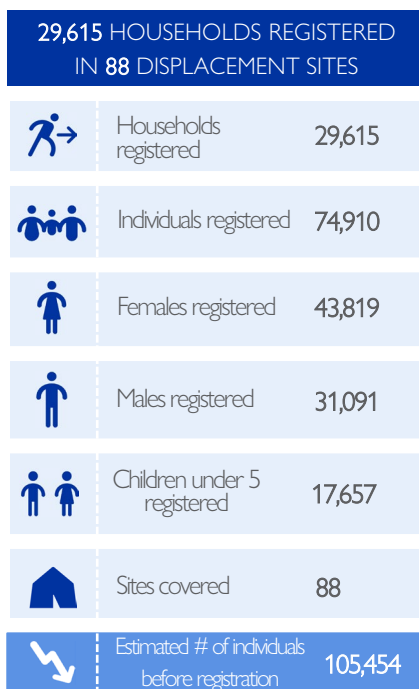 29,615 HOUSEHOLDS REGISTERED
IN 88 DISPLACEMENT SITES
Households
registered
29,615
Individuals registered
74,910
Females registered
43,819
Males registered
31,091
Children under 5
registered
17,657
Sites covered
88
Estimated # of individuals
before registration
105,454